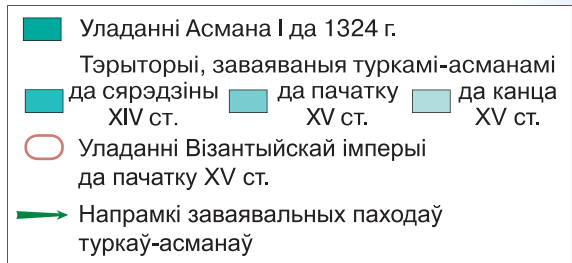 Уладанні Асмана I да 1324 г.
Тэрыторыі, заваяваныя туркамі-асманамі
да сярэдзіны XIV ст.
да пачатку XV ст.
да канца XV ст.
Уладанні Візантыйскай імперыі
да пачатку XV ст.
Напрамкі заваявальных паходаў
туркаў-асманаў